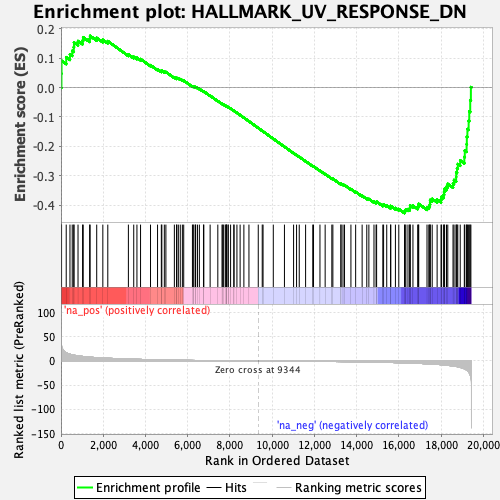 Enrichment plot: HALLMARK_UV_RESPONSE_DN
Enrichment score (ES)
0.2
0.1
0.0
-0.1
-0.2
-0.3
-0.4
Ranked list metric (PreRanked)
100
50
0
-50
-100
-150
'na_pos' (positively correlated)
Zero cross at 9344
'na_neg' (negatively correlated)
0
2,000
4,000
6,000
8,000
10,000
12,000
14,000
16,000
18,000
20,000
Rank in Ordered Dataset
Enrichment profile
Hits
Ranking metric scores